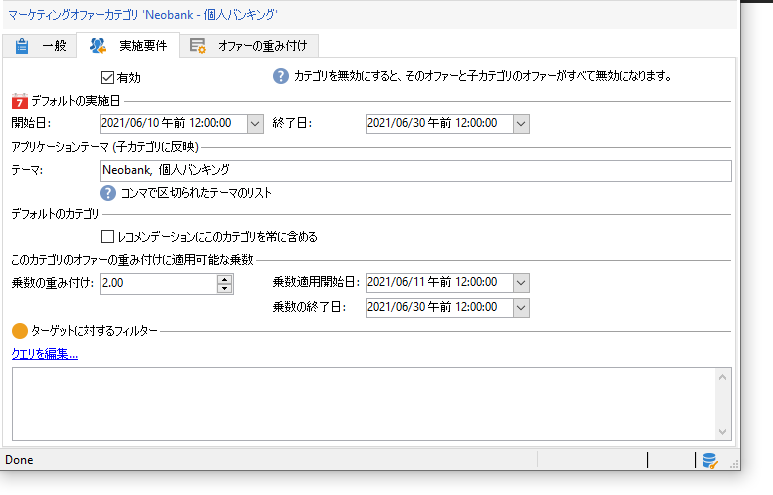 マーケティングオファーカテゴリ 'Neobank - 個人バンキング'
一般 実施要件 オファーの重み付け
有効 カテゴリを無効にすると、そのオファーと子カテゴリのオファーがすべて無効になります。
7 デフォルトの実施日
開始日: 2021/06/10 午前 12:00:00 終了日: 2021/06/30 午前 12:00:00
アプリケーションテーマ (子カテゴリに反映)
テーマ: Neobank, 個人バンキング
コンマで区切られたテーマのリスト
デフォルトのカテゴリ
レコメンデーションにこのカテゴリを常に含める
このカテゴリのオファーの重み付けに適用可能な乗数
乗数の重み付け: 2.00 乗数適用開始日: 2021/06/11 午前 12:00:00
乗数の終了日: 2021/06/30 午前 12:00:00
ターゲットに対するフィルター
クエリを編集...
Done